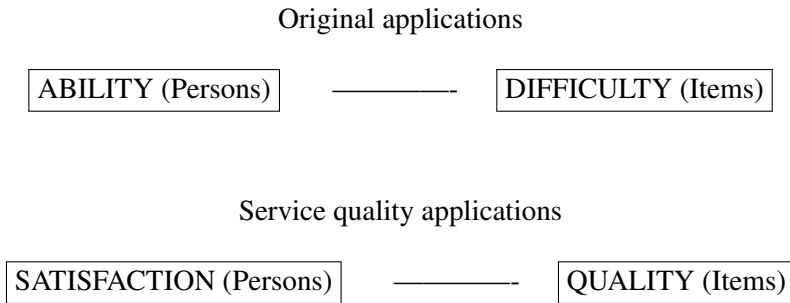 Original applications
ABILITY (Persons) ————- DIFFICULTY (Items)
Service quality applications
SATISFACTION (Persons) ————- QUALITY (Items)